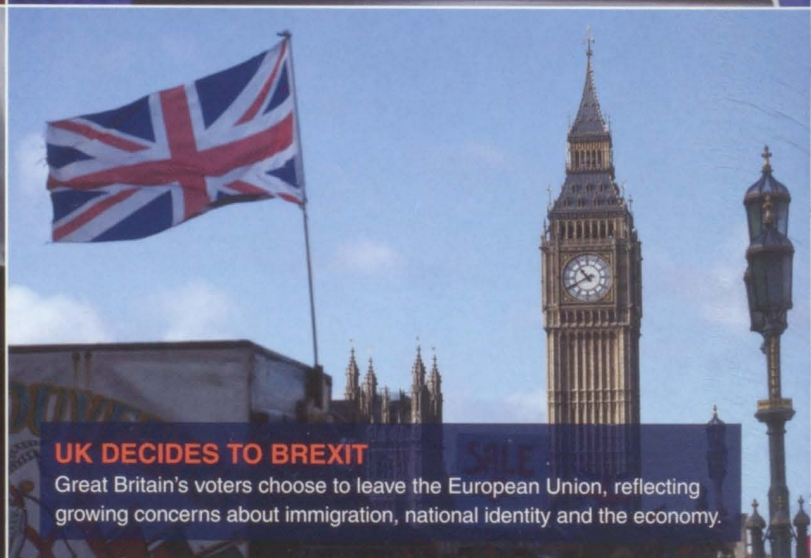 UK DECIDES TO BREXIT
Great Britain's voters choose to leave the European Union, reflecting
growing concerns about immigration, national identity and the economy.
SALE